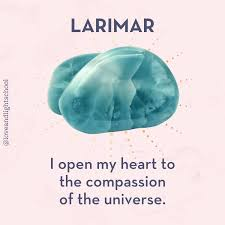 LARIMAR
@loveandlightschool
I open my heart to
the compassion
of the universe.